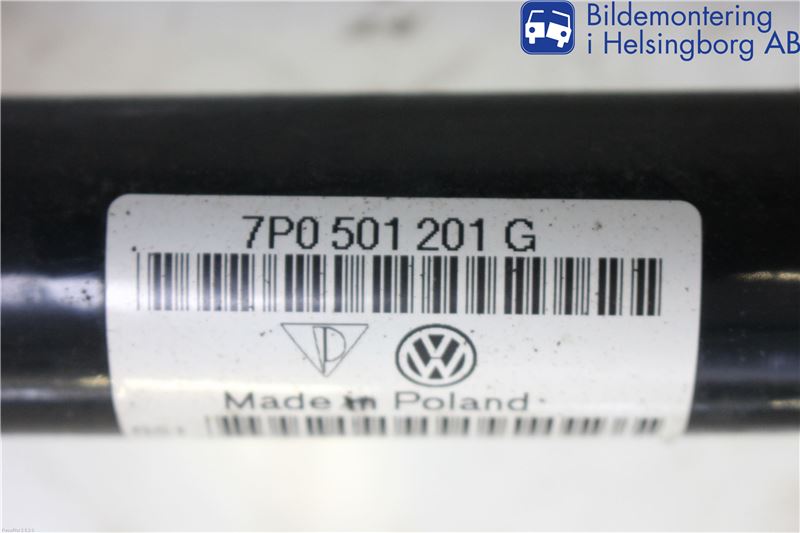 Bildemontering
i Helsingborg AB
7P0 501 201 G
Made in Poland